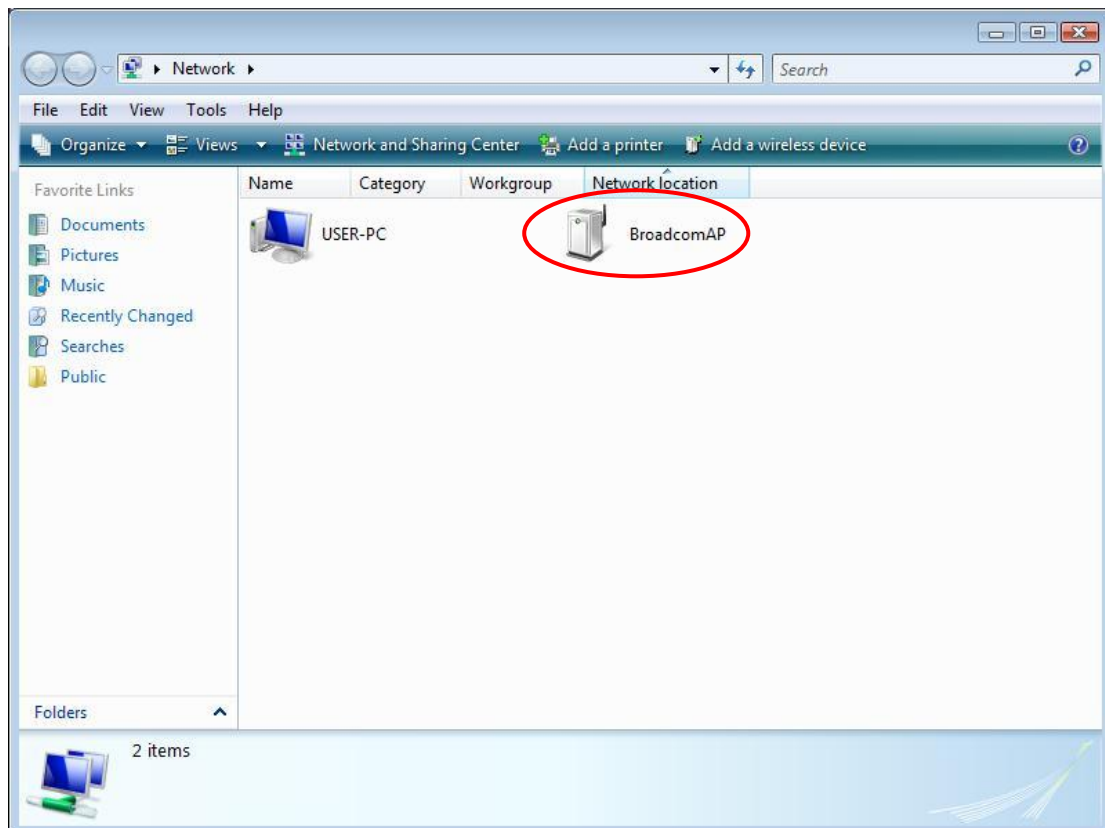 Network
Search
File Edit View Tools Help
Organize Views Network and Sharing Center Add a printer Add a wireless device
Favorite Links
Documents
Pictures
Music
Recently Changed
Searches
Public
Folders
Name Category Workgroup Network location
USER-PC BroadcomAP
2 items